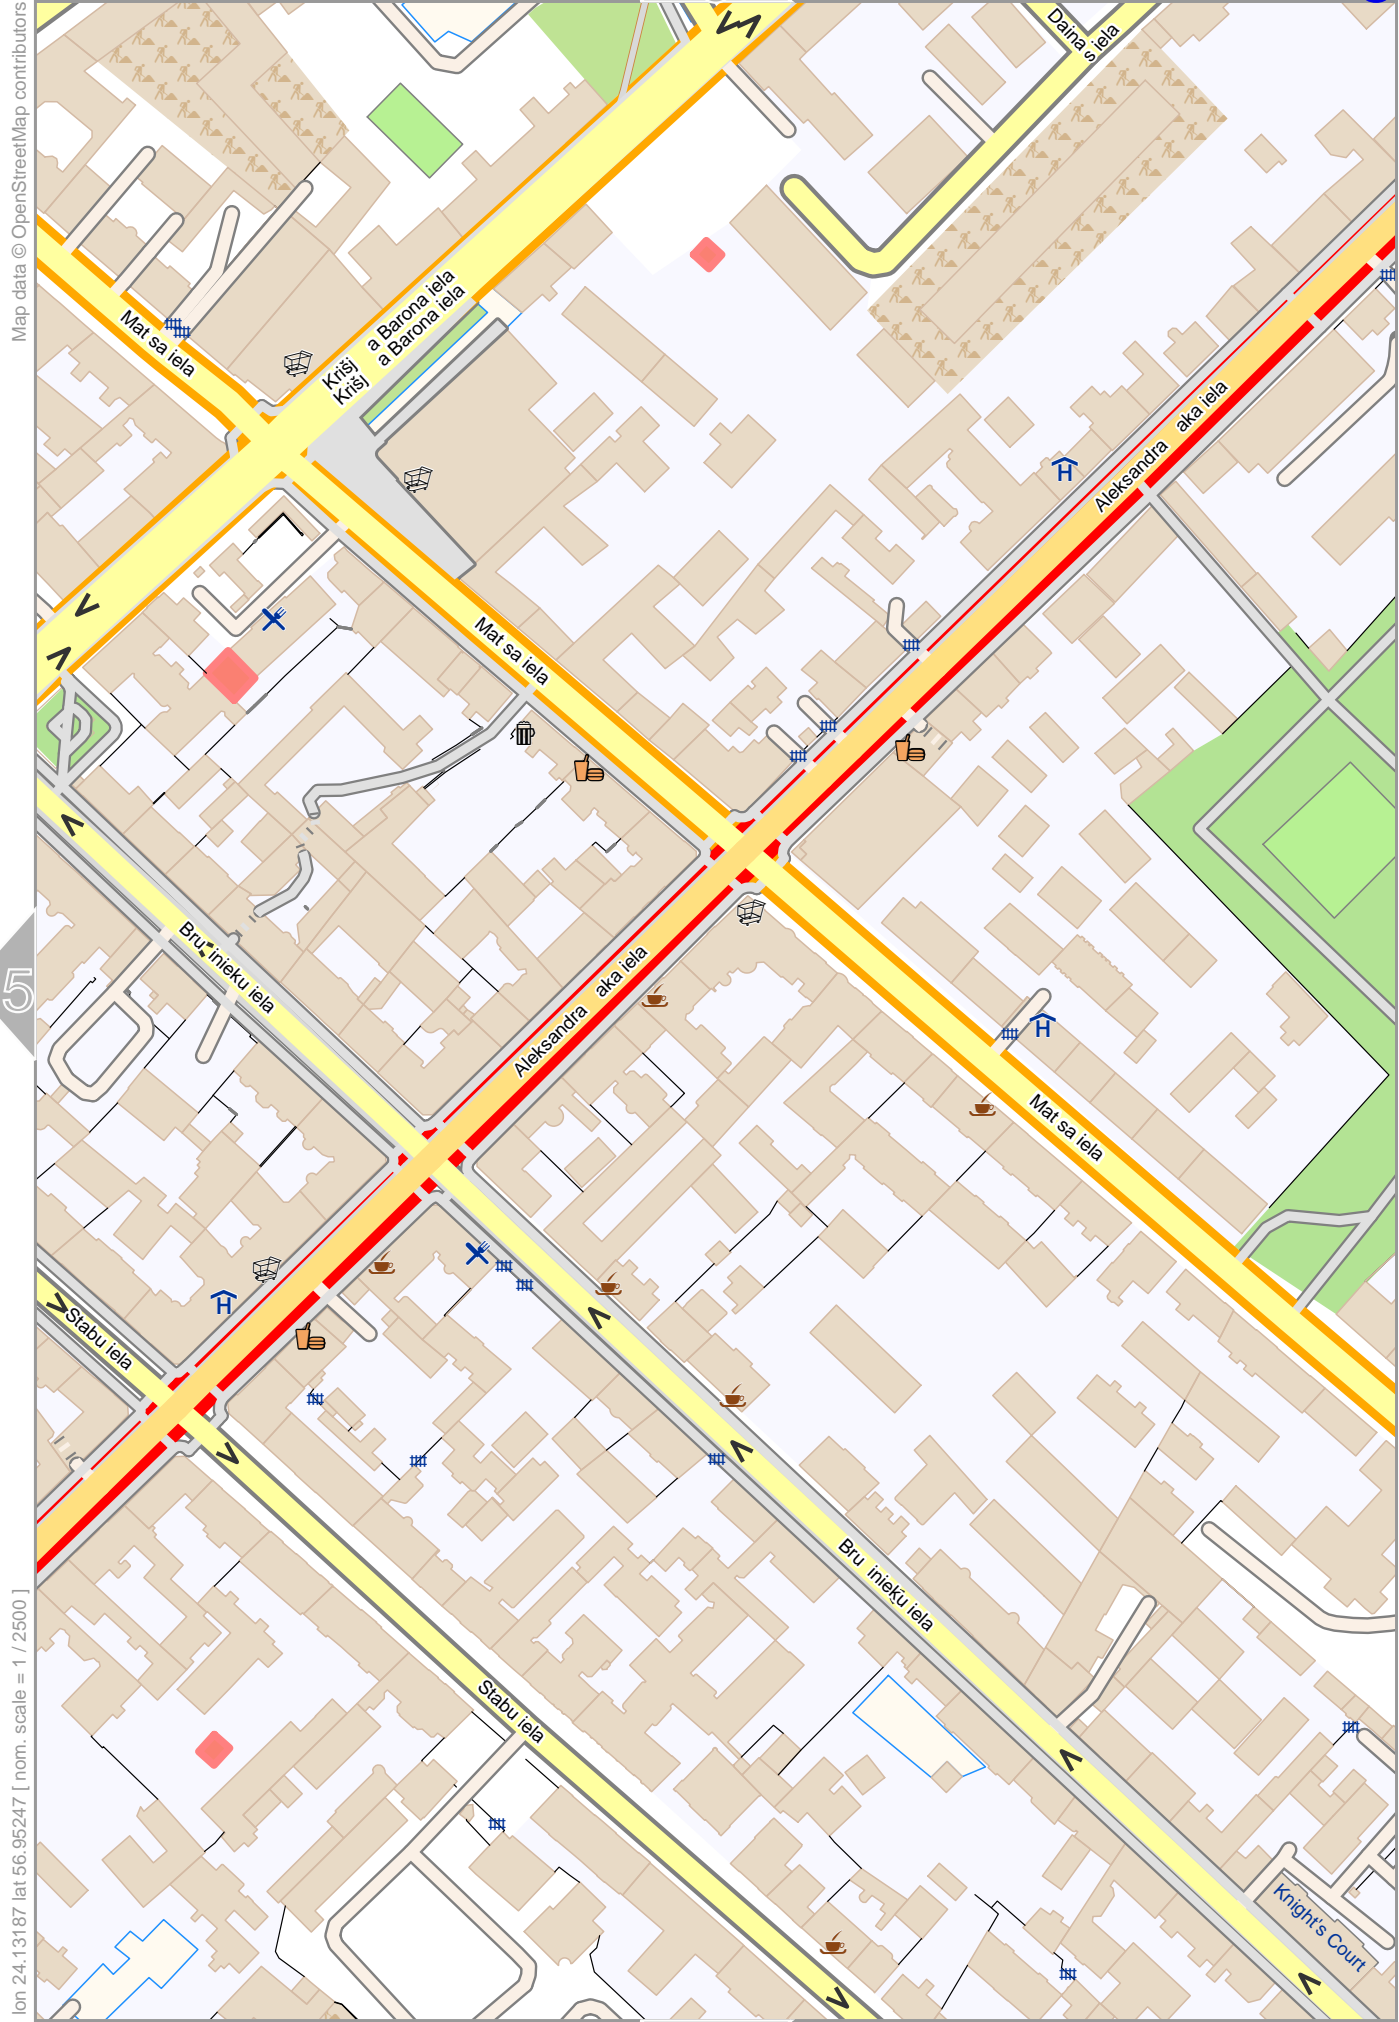 Map data © OpenStreetMap contributors
Daina s iela
Mat sa iela
Krišj a Barona iela
Krišj a Barona iela
Aleksandra aka iela
Mat sa iela
Bru inieku iela
Aleksandra aka iela
5
H
H
Mat sa iela
H
Stabu iela
Bru inieku iela
Stabu iela
Knight's Court
lon 24.13187 lat 56.95247 [ nom. scale = 1 / 2500 ]